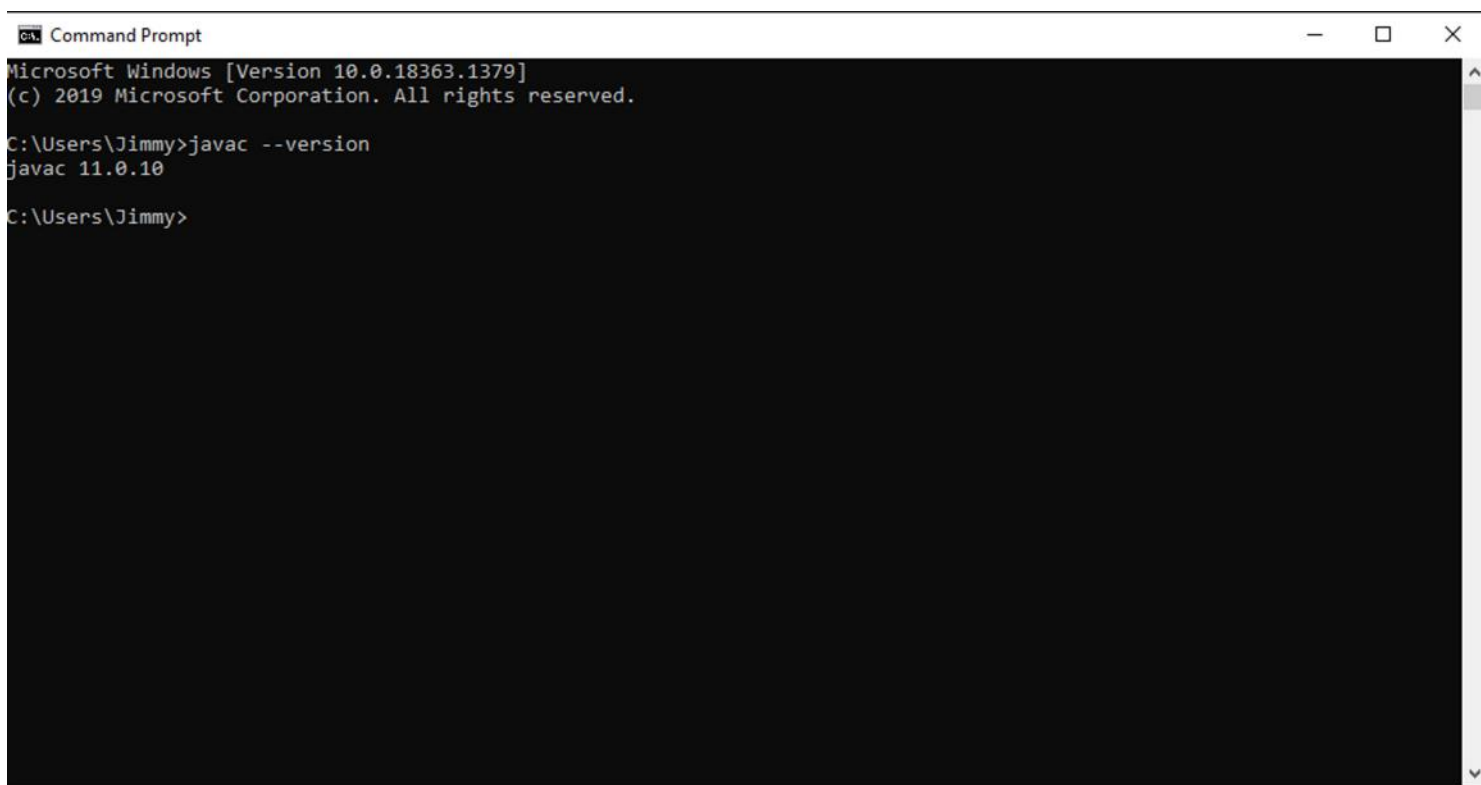 Command Prompt
Microsoft Windows [Version 10.0.18363.1379]
(c) 2019 Microsoft Corporation. All rights reserved.
C:\Users\Jimmy>javac --version
javac 11.0.10
C:\Users\Jimmy>